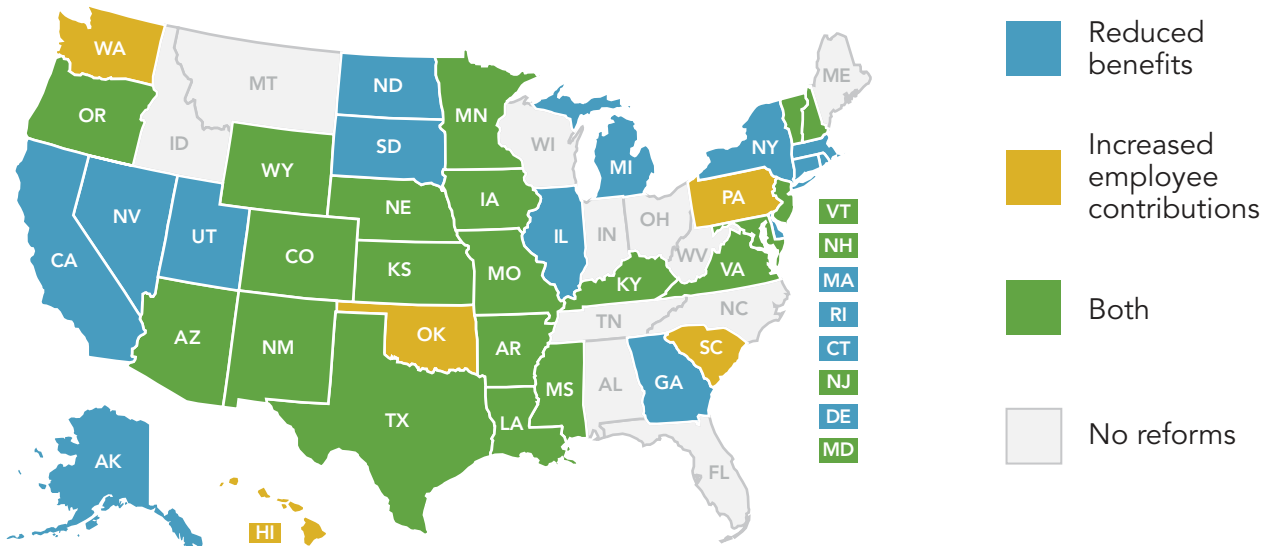 WA
MT
ND
MN
ME
OR
ID
SD
WI
MI
NY
WY
IA
PA
NE
NV
UT
IL
IN
OH
VT
CO
KS
MO
WV
VA
NH
CA
KY
MA
AZ
NM
OK
TN
NC
RI
AR
SC
CT
TX
MS
AL
GA
NJ
LA
DE
AK
FL
MD
HI
Reduced
benefits
Increased
employee
contributions
Both
No reforms